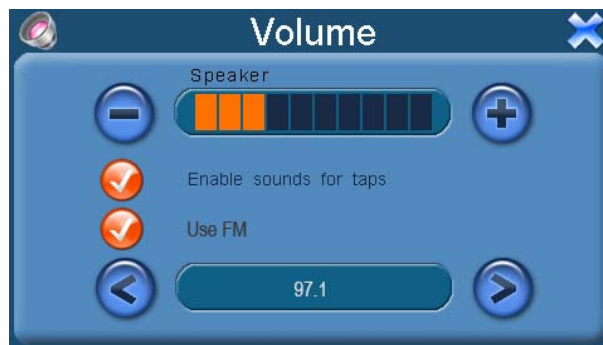 Volume
Speaker
Enable sounds for taps
Use FM
97.1